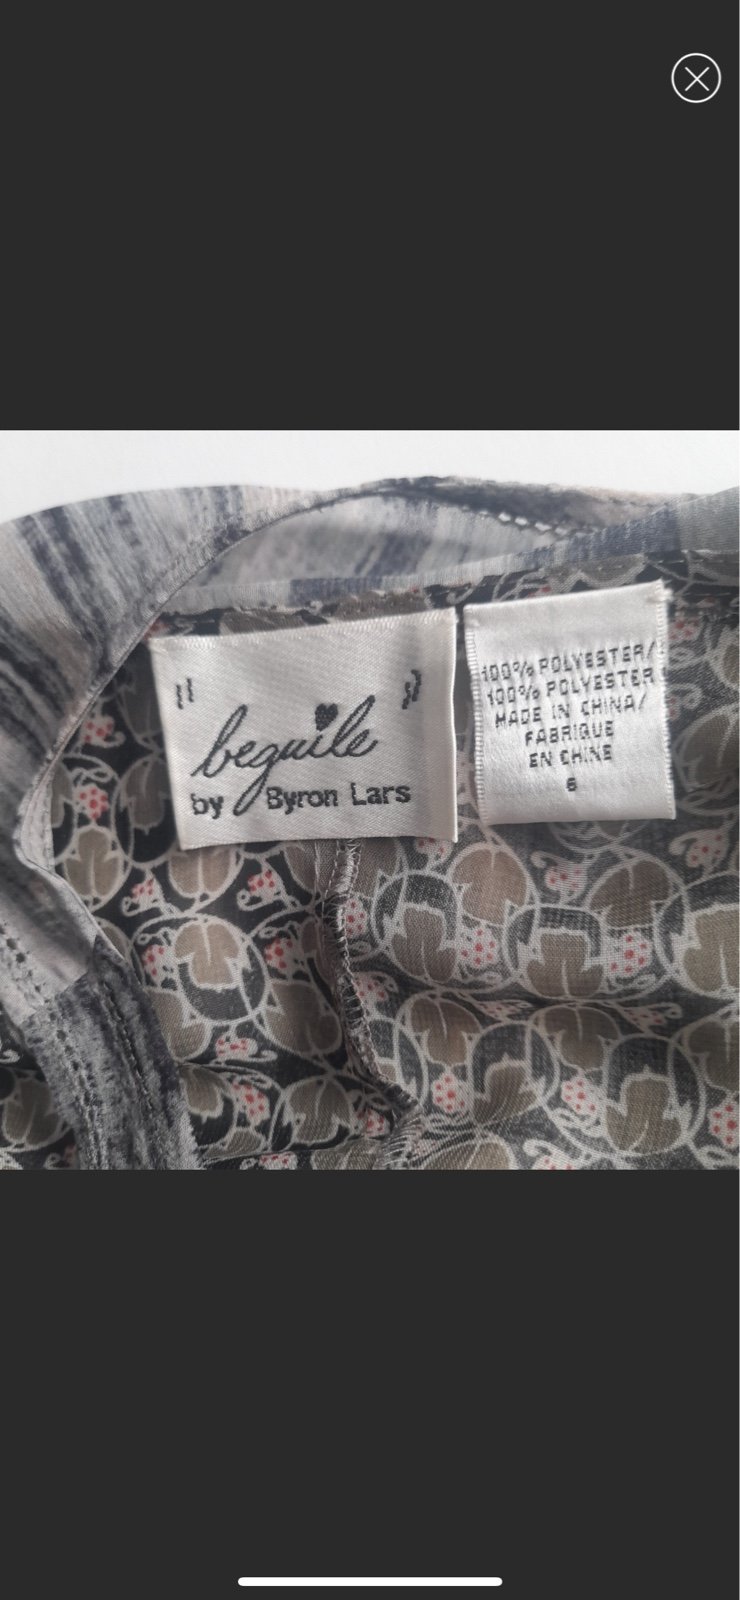 "beguile"
by Byron Lars
100% POLYESTER/
100% POLYESTER
MADE IN CHINA/
FABRIQUE
EN CHINE
6